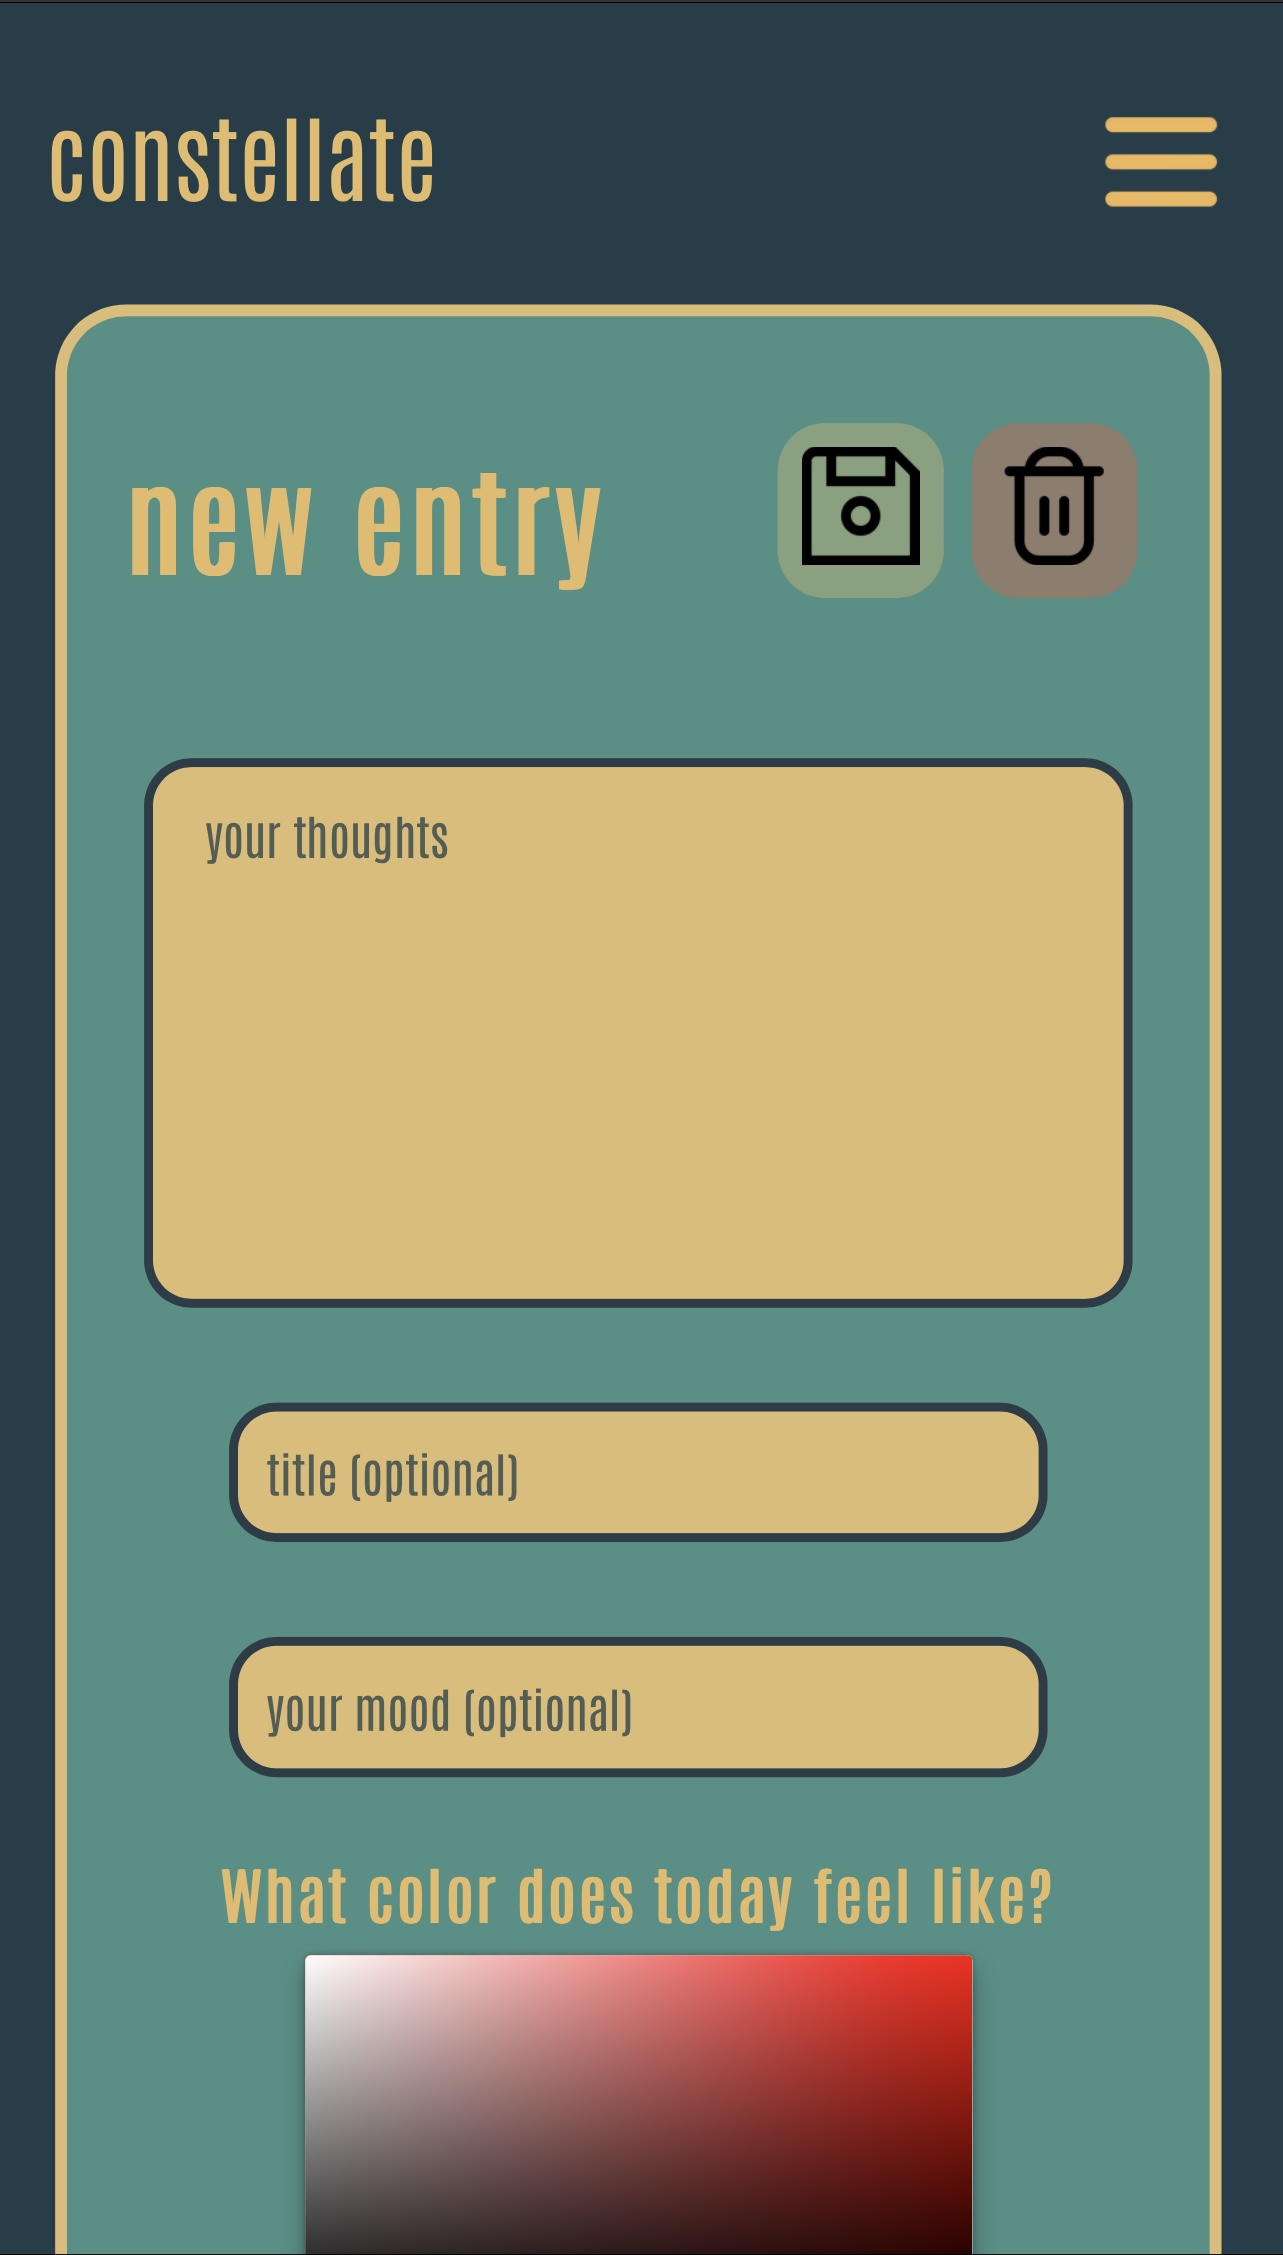 constellate
new entry
your thoughts
title (optional)
your mood (optional)
What color does today feel like?